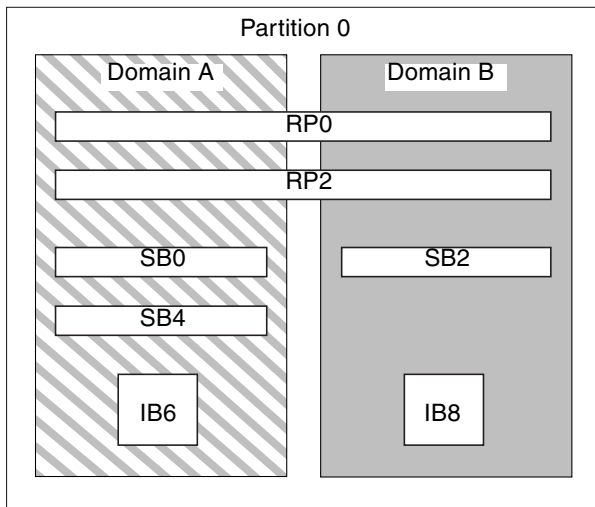 Partition 0
Domain A
Domain B
RP0
RP2
SB0
SB2
SB4
IB6
IB8